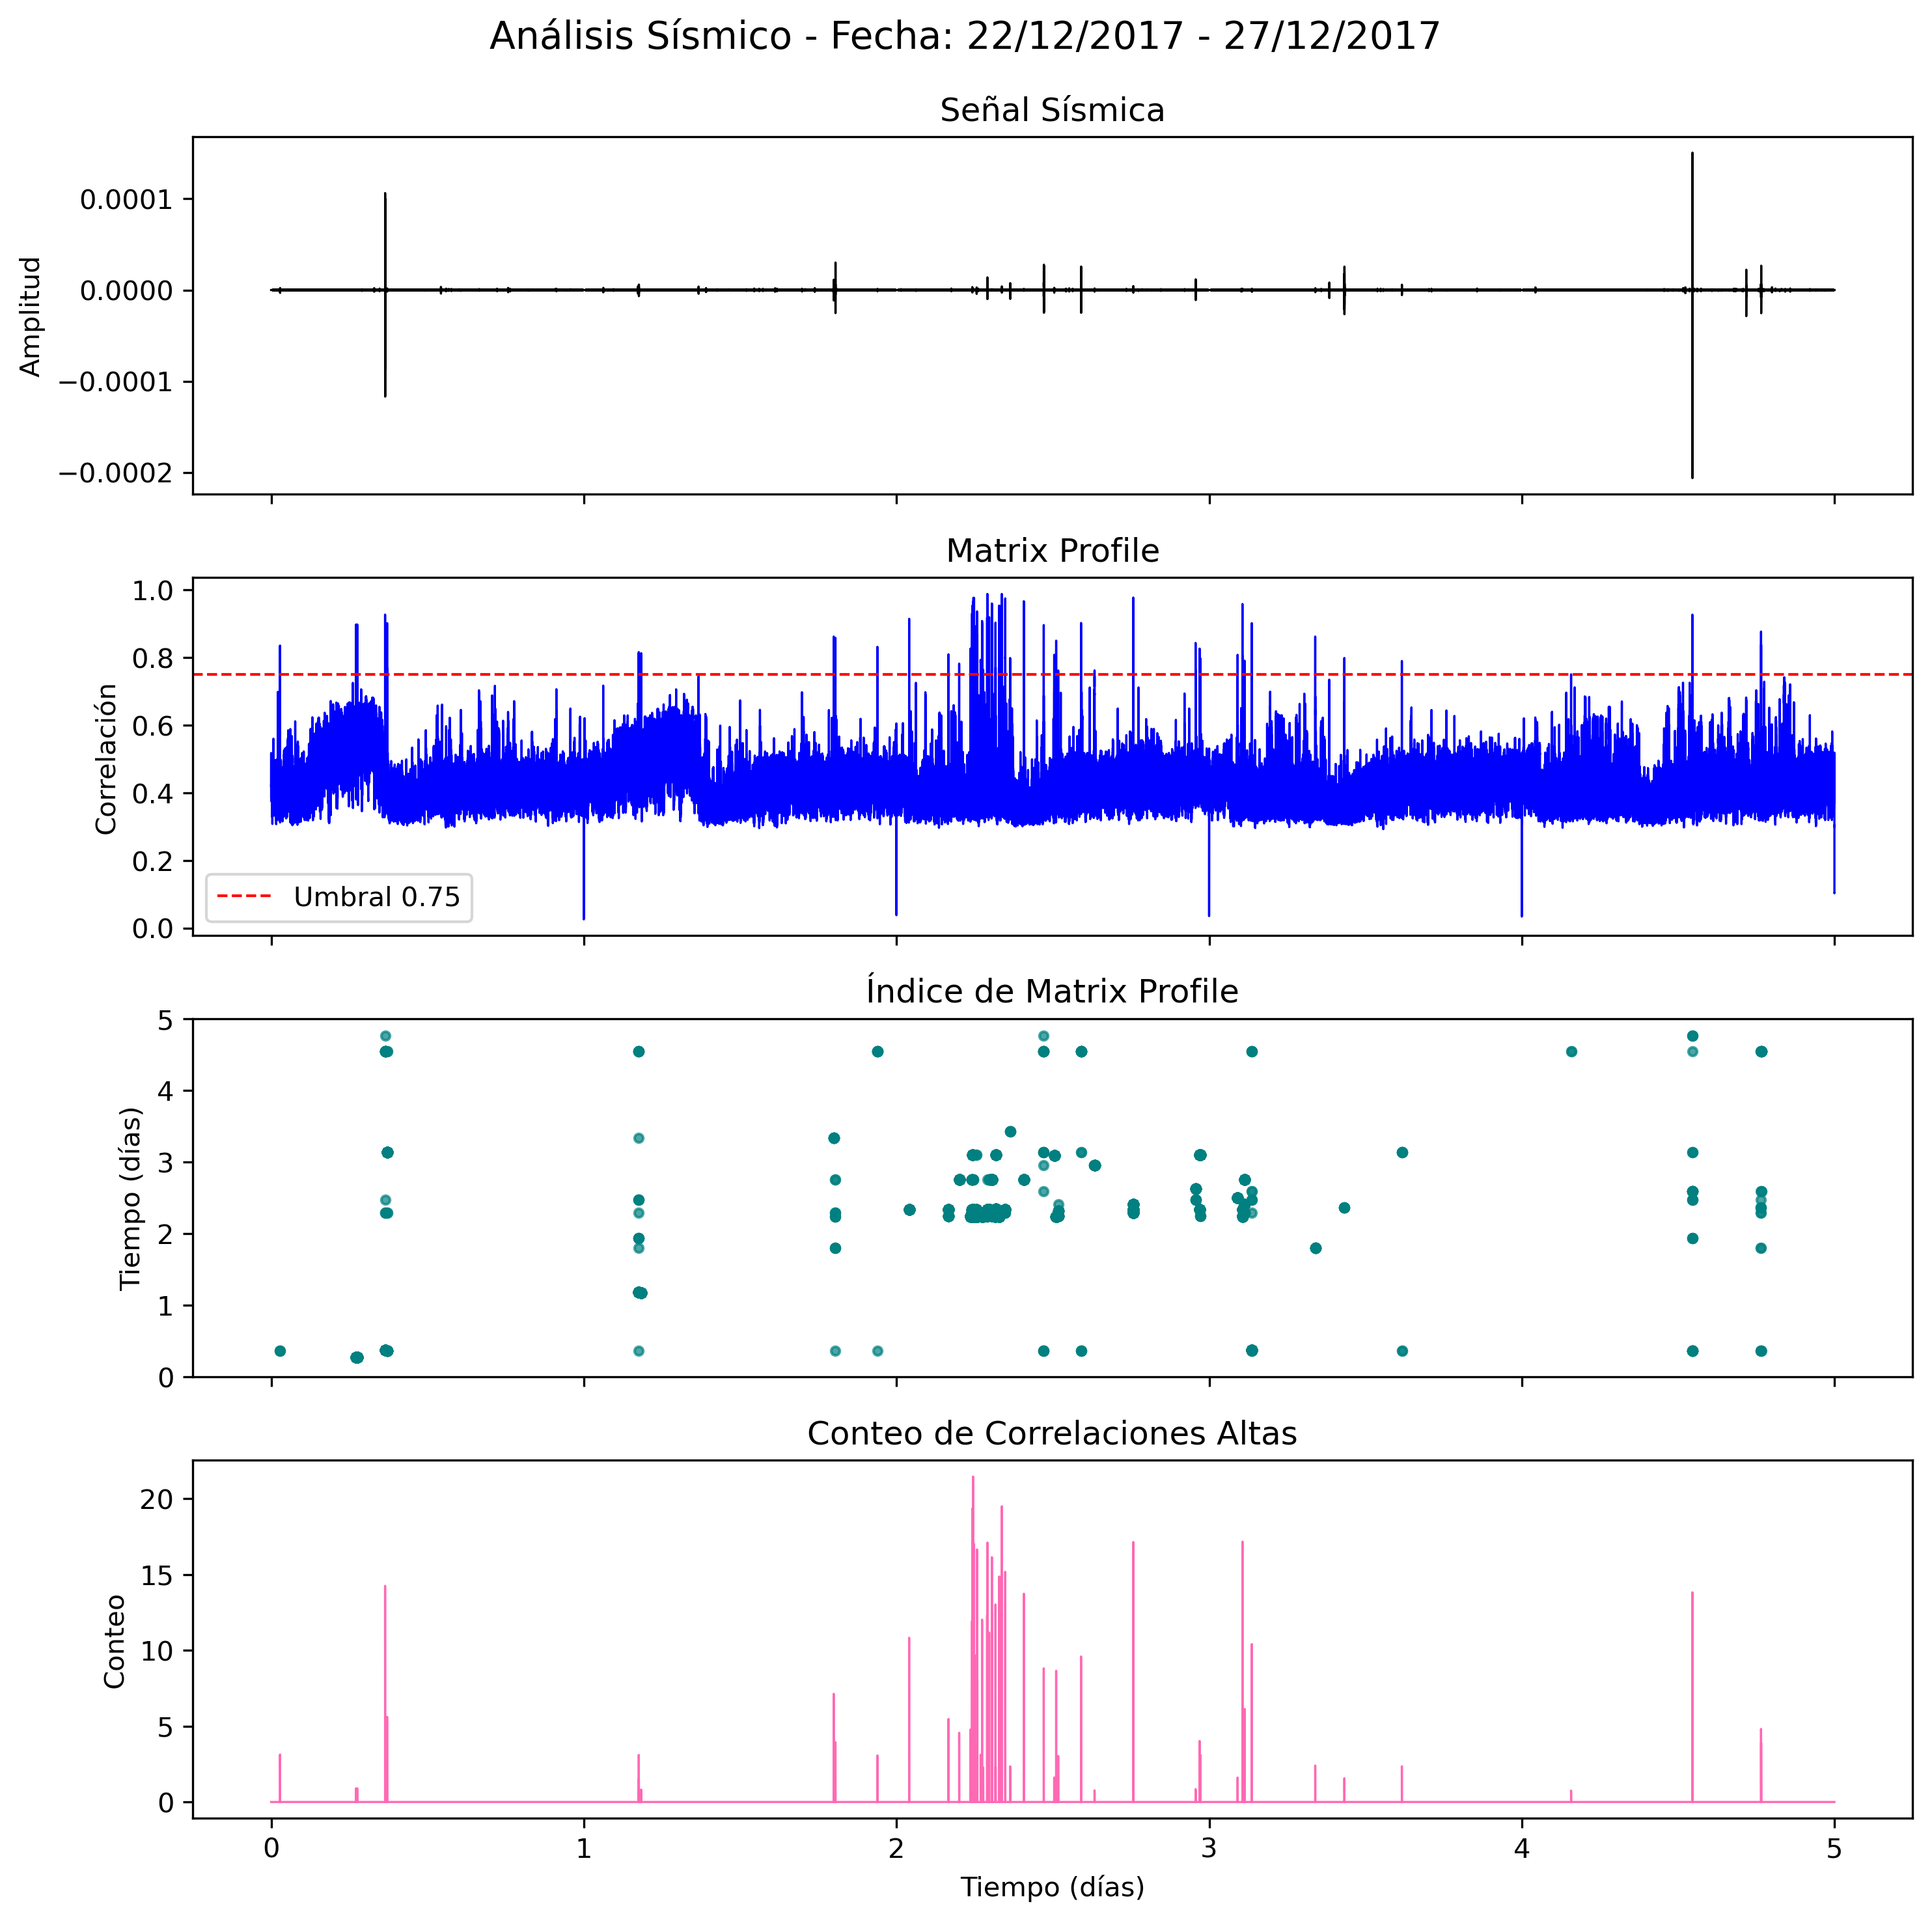 Análisis Sísmico - Fecha: 22/12/2017 - 27/12/2017
Señal Sísmica
0.0001
0.0000
−0.0001
−0.0002
Amplitud
Matrix Profile
1.0
0.8
0.6
0.4
0.2
0.0
Correlación
Umbral 0.75
Índice de Matrix Profile
5
4
3
2
1
0
Tiempo (días)
Conteo de Correlaciones Altas
20
15
10
5
0
Conteo
0 1 2 3 4 5
Tiempo (días)